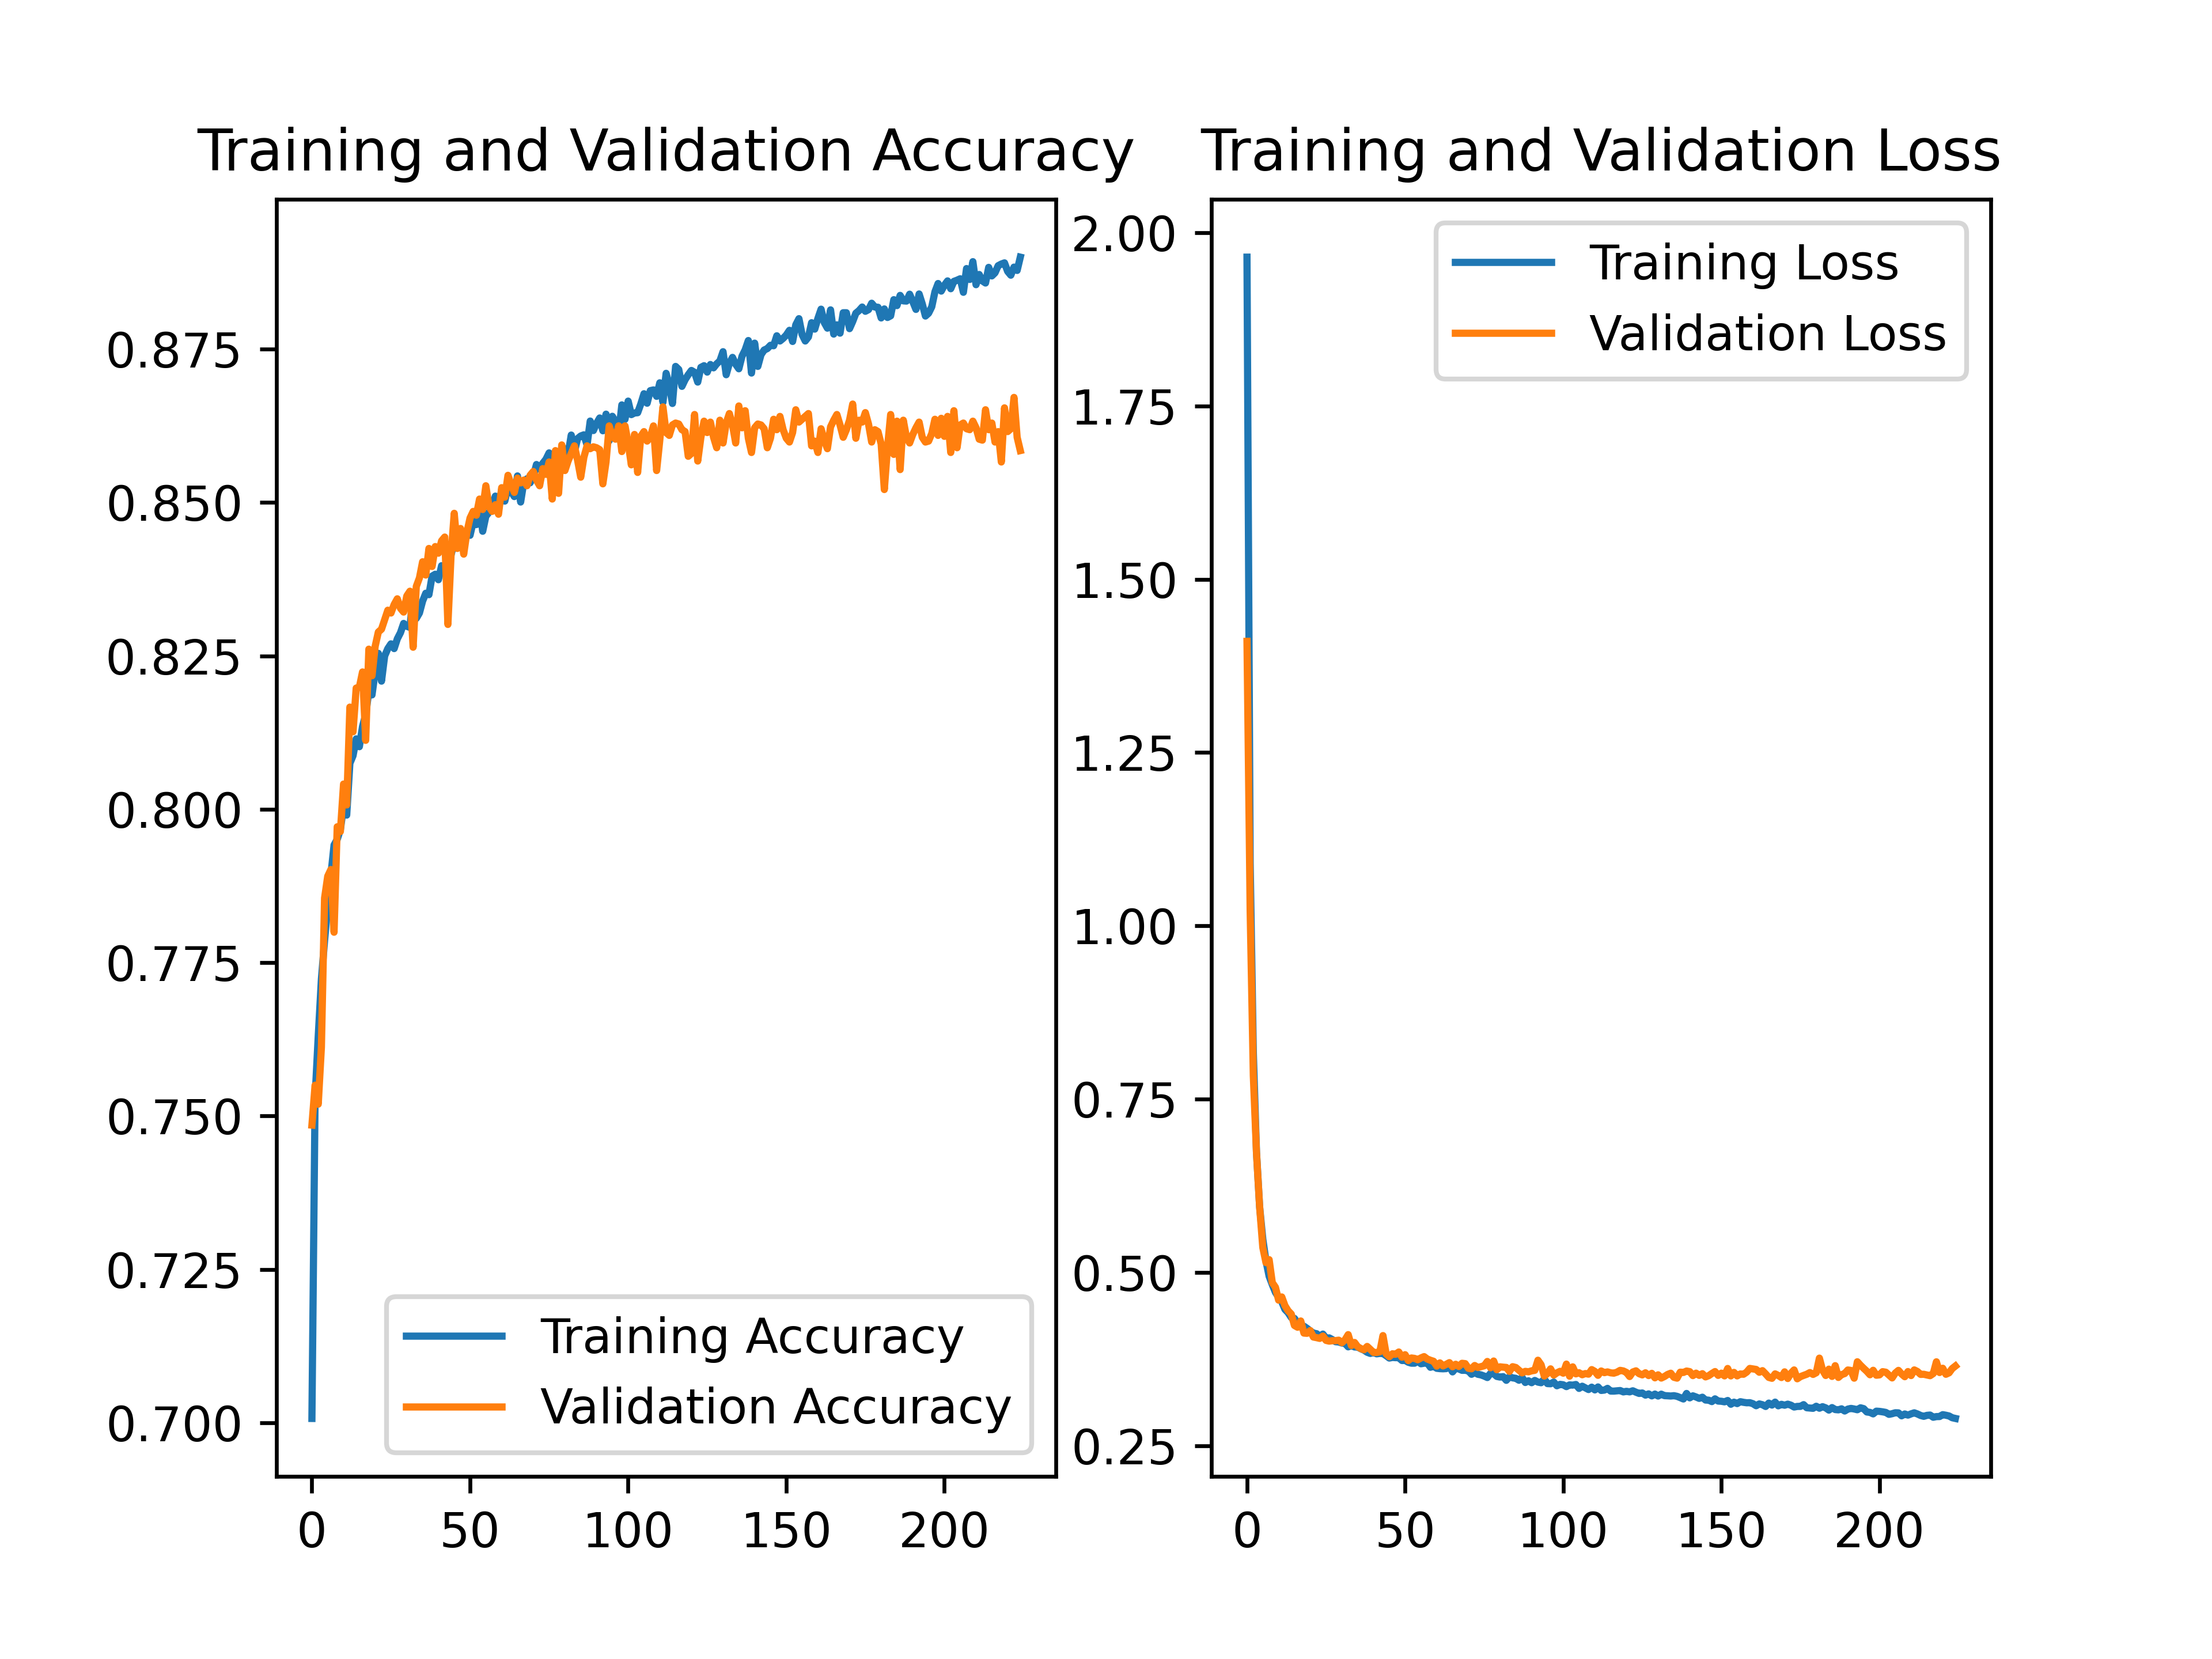 Training and Validation Accuracy
0.875
0.850
0.825
0.800
0.775
0.750
0.725
0.700
Training Accuracy
Validation Accuracy
0 50 100 150 200
Training and Validation Loss
2.00
1.75
1.50
1.25
1.00
0.75
0.50
0.25
Training Loss
Validation Loss
0 50 100 150 200